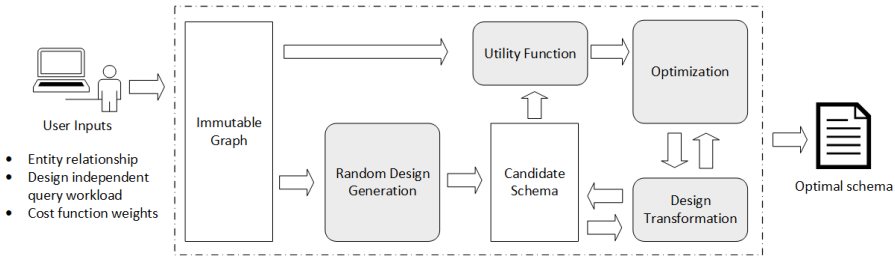 User Inputs
• Entity relationship
• Design independent
query workload
• Cost function weights
Immutable
Graph
Random Design
Generation
Utility Function
Candidate
Schema
Optimization
Design
Transformation
Optimal schema